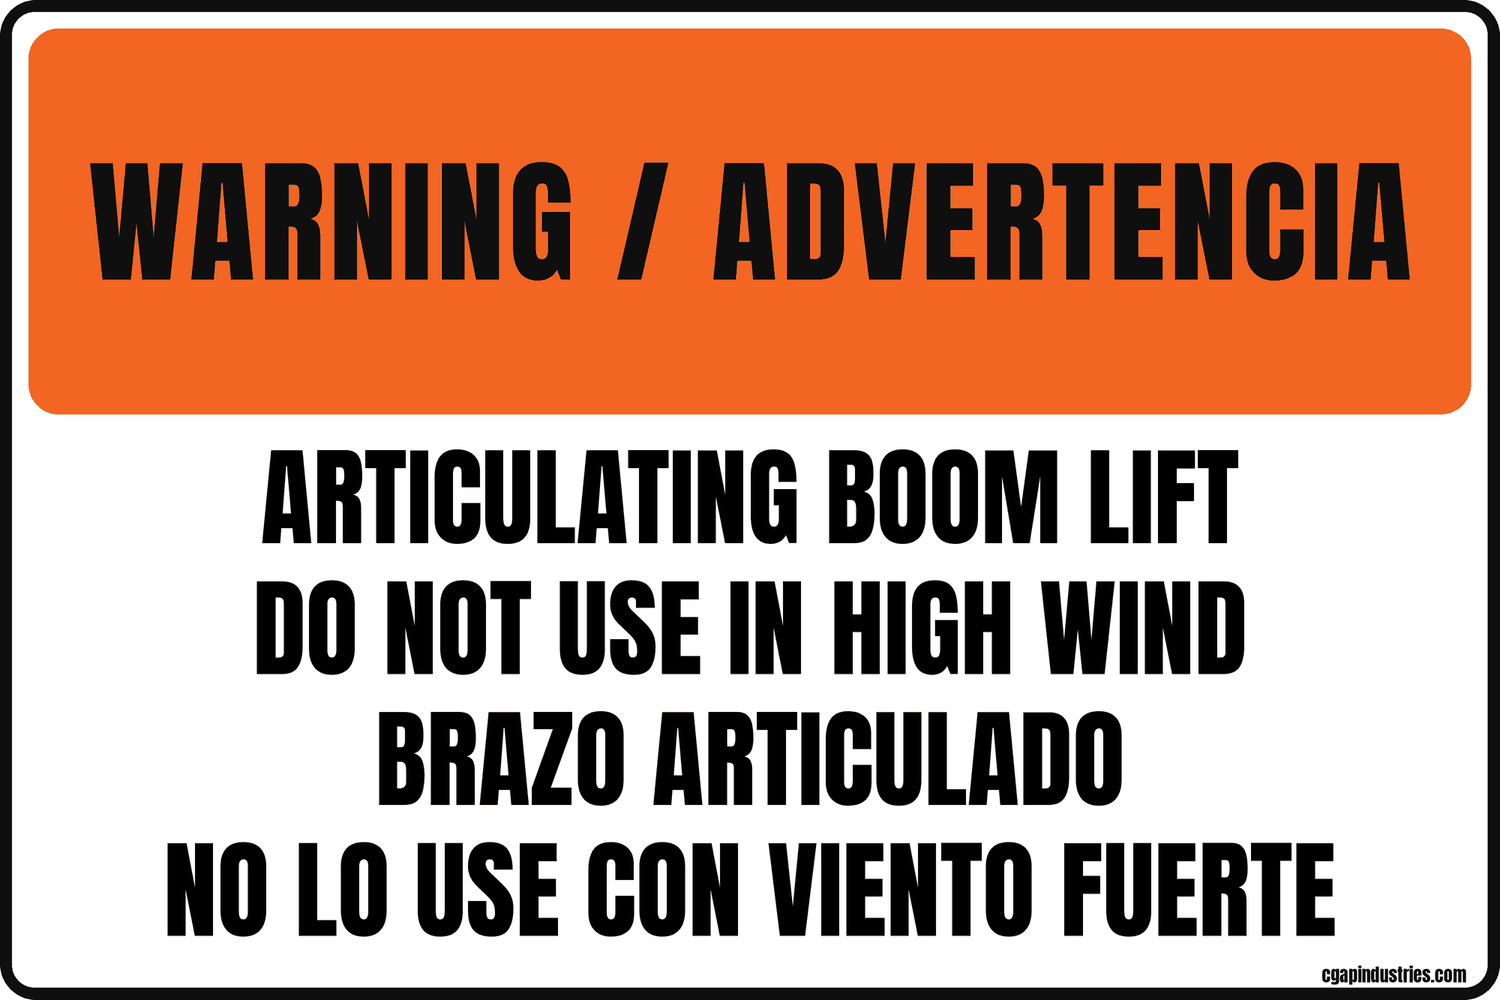 WARNING / ADVERTENCIA
ARTICULATING BOOM LIFT
DO NOT USE IN HIGH WIND
BRAZO ARTICULADO
NO LO USE CON VIENTO FUERTE
cgapindustries.com